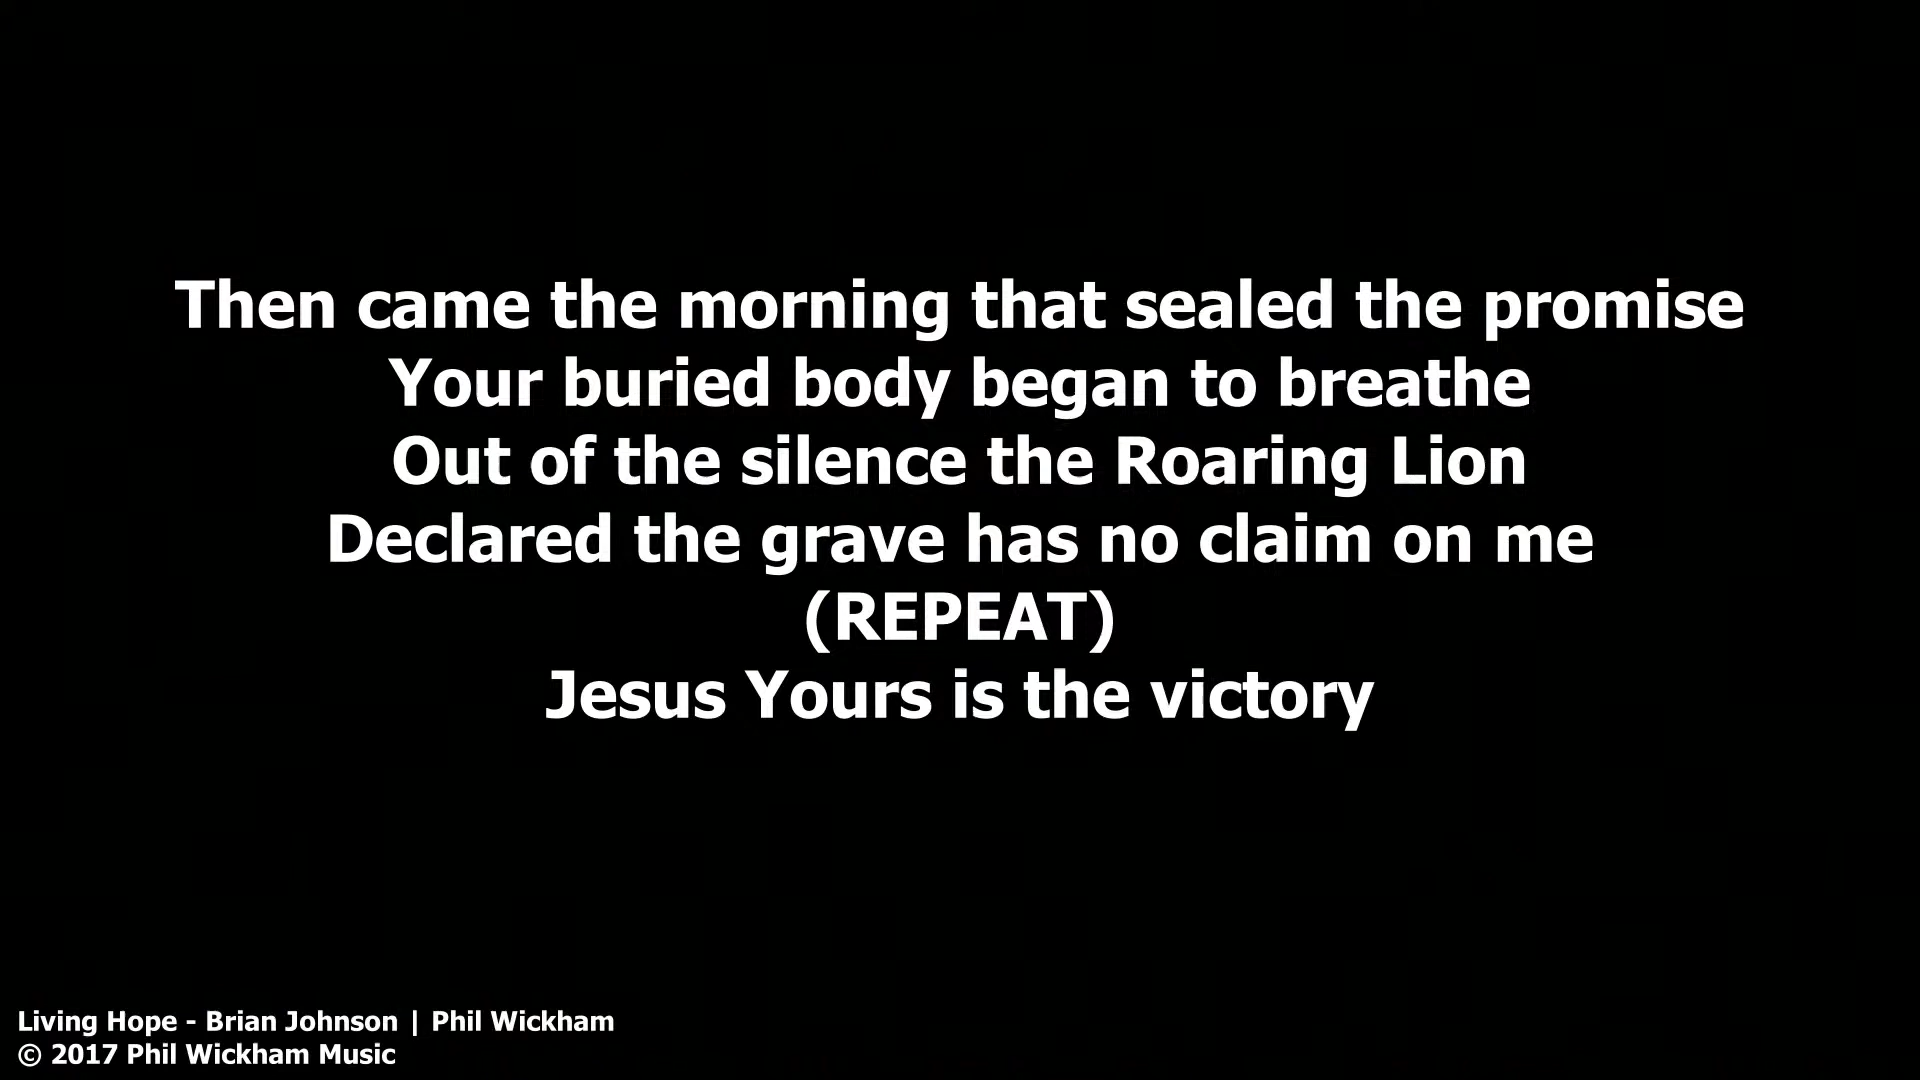 Then came the morning that sealed the promise
Your buried body began to breathe
Out of the silence the Roaring Lion
Declared the grave has no claim on me
(REPEAT)
Jesus Yours is the victory
Living Hope - Brian Johnson | Phil Wickham
© 2017 Phil Wickham Music